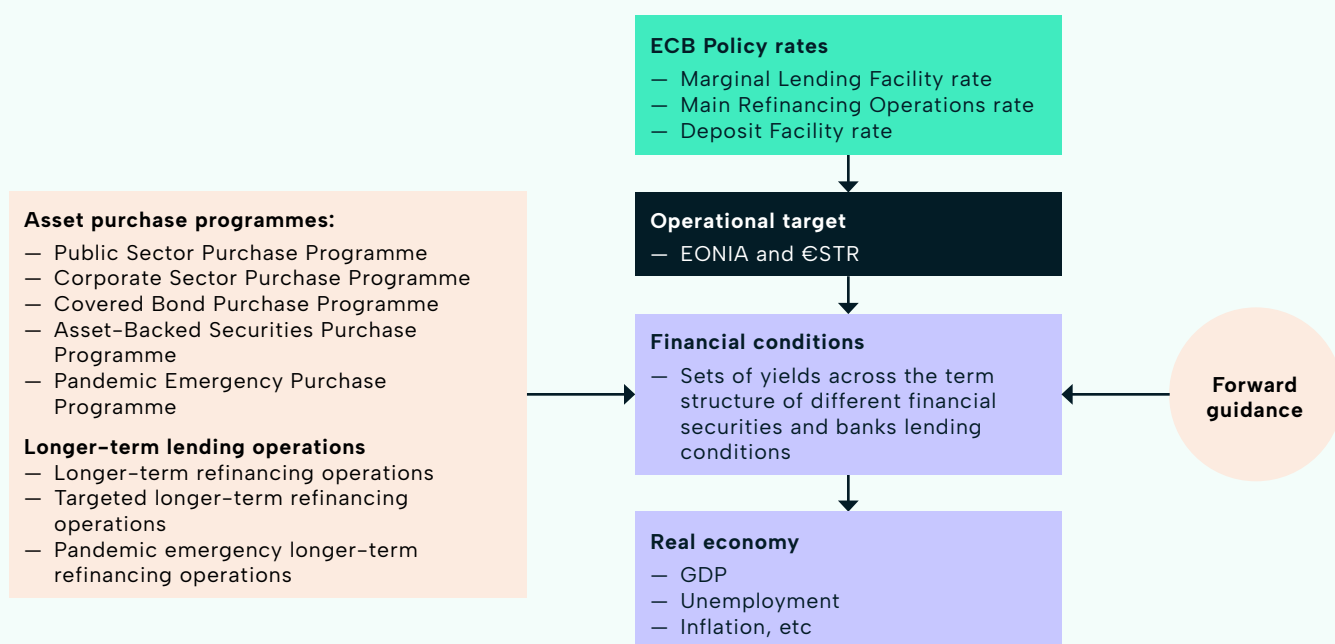 ECB Policy rates
— Marginal Lending Facility rate
— Main Refinancing Operations rate
— Deposit Facility rate
Operational target
— EONIA and €STR
Asset purchase programmes:
— Public Sector Purchase Programme
— Corporate Sector Purchase Programme
— Covered Bond Purchase Programme
— Asset-Backed Securities Purchase
Programme
— Pandemic Emergency Purchase
Programme
Longer-term lending operations
— Longer-term refinancing operations
— Targeted longer-term refinancing
operations
— Pandemic emergency longer-term
refinancing operations
Financial conditions
— Sets of yields across the term
structure of different financial
securities and banks lending
conditions
Forward
guidance
Real economy
— GDP
— Unemployment
— Inflation, etc